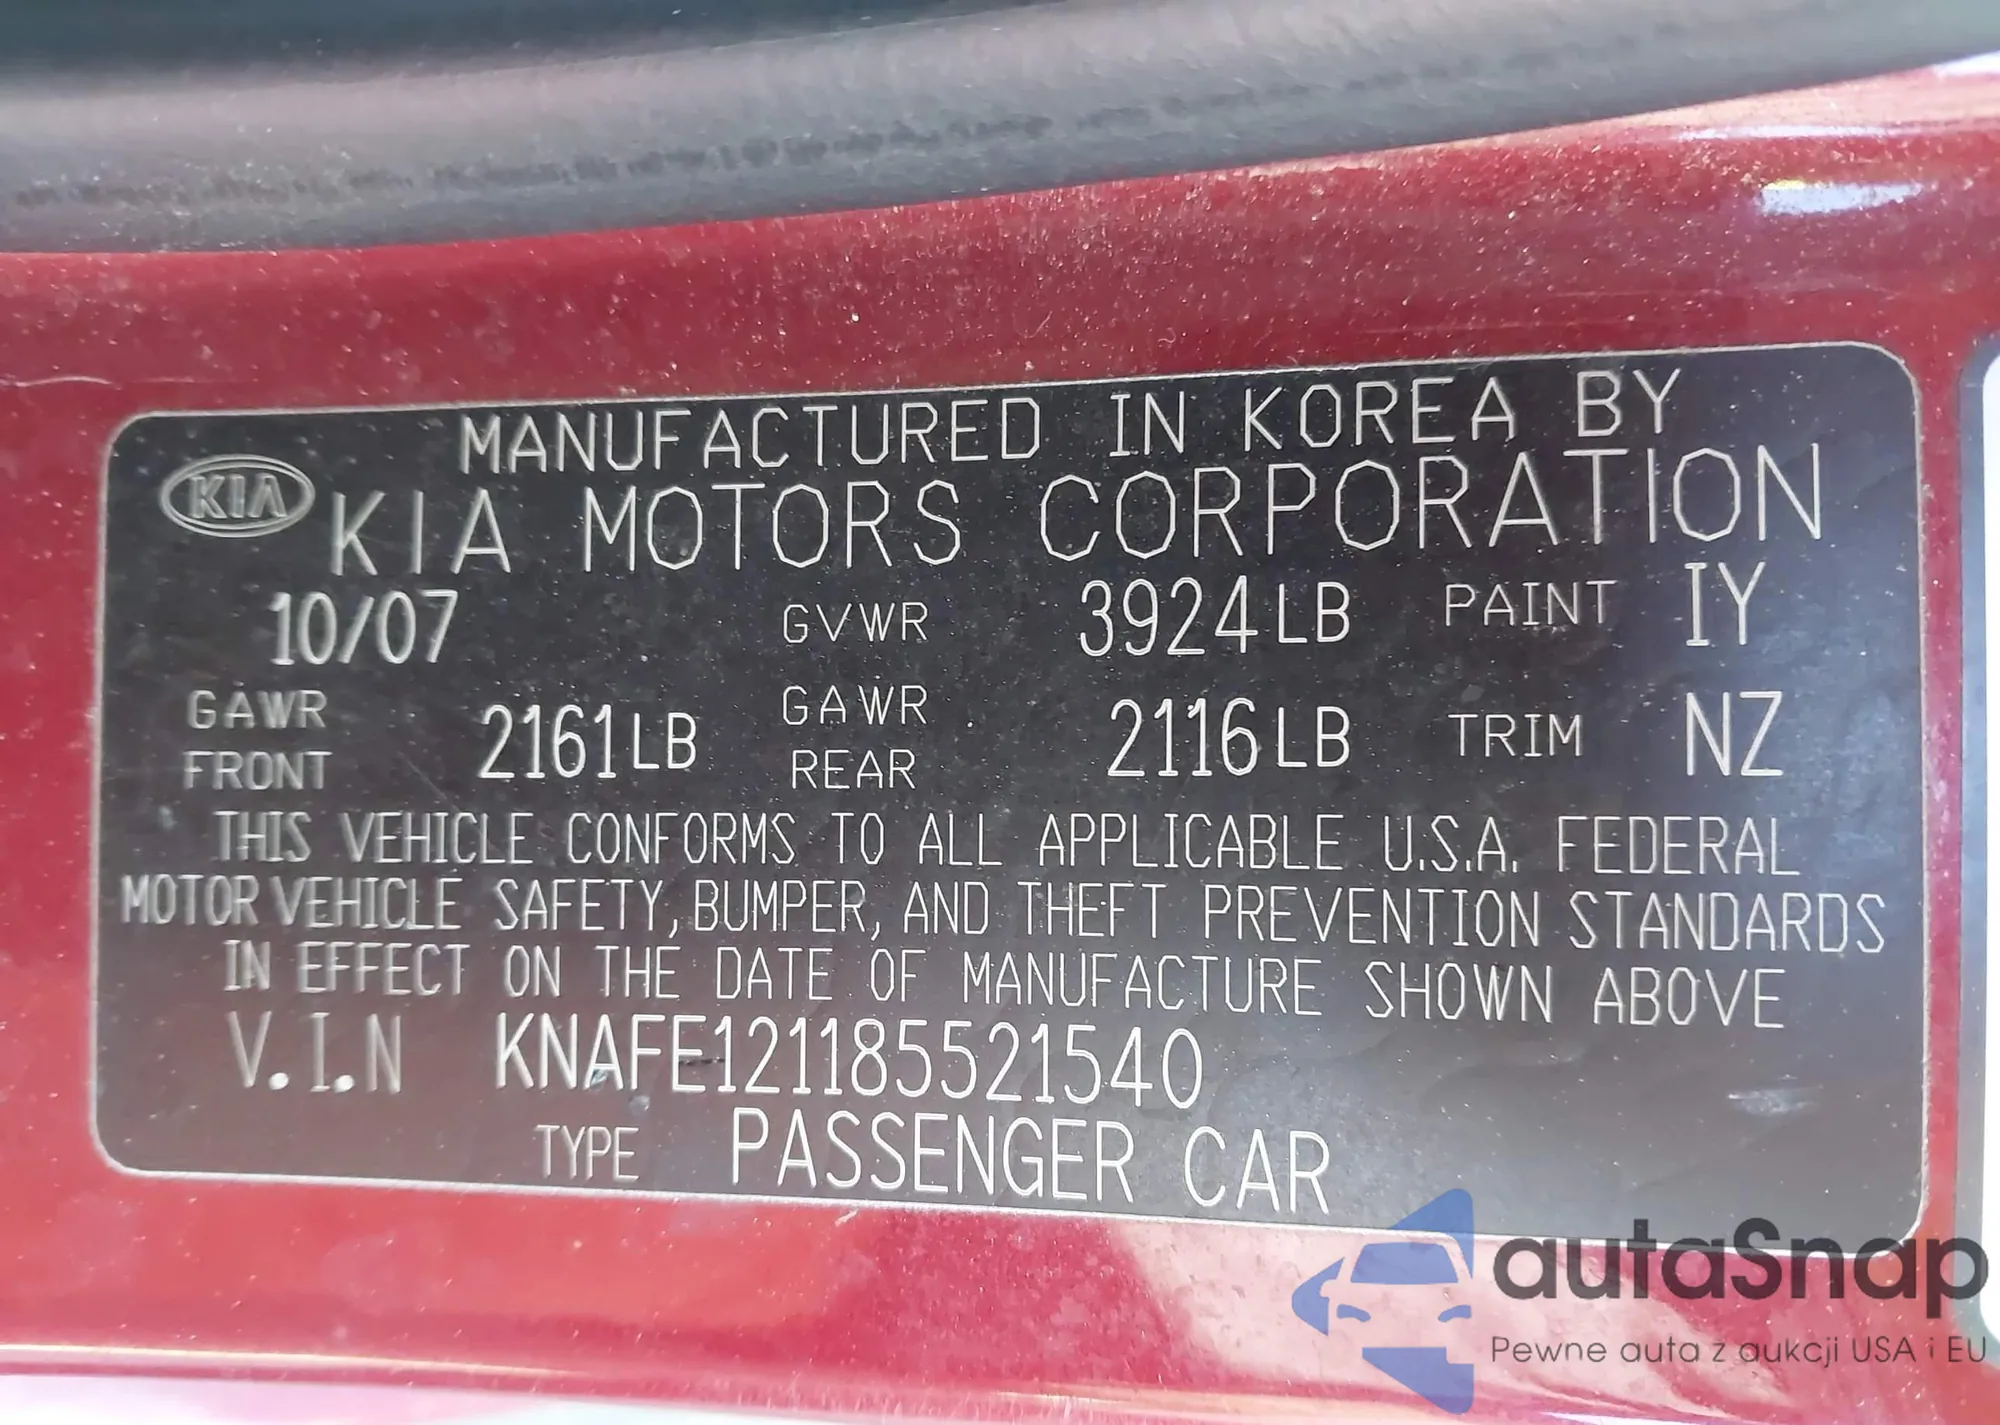 MANUFACTURED IN KOREA BY
KIA KIA MOTORS CORPORATION
10/07 GVWR 3924LB PAINT IY
GAWR FRONT 2161LB GAWR REAR 2116LB TRIM NZ
THIS VEHICLE CONFORMS TO ALL APPLICABLE U.S.A. FEDERAL
MOTOR VEHICLE SAFETY, BUMPER, AND THEFT PREVENTION STANDARDS
IN EFFECT ON THE DATE OF MANUFACTURE SHOWN ABOVE
V.I.N KNAFE121185521540
TYPE PASSENGER CAR
autaSnap
Pewne auta z aukcji USA i EU